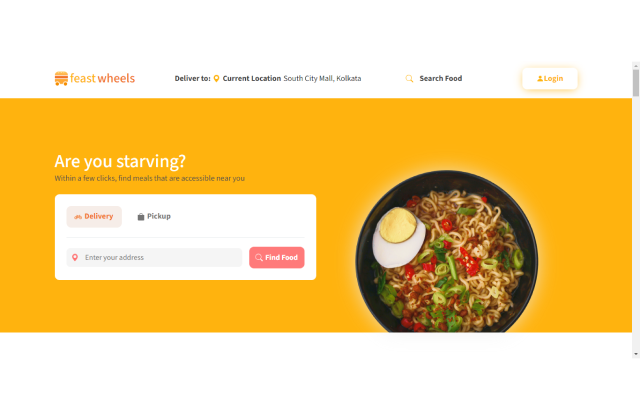 feast wheels
Deliver to: Current Location South City Mall, Kolkata
Search Food
Login
Are you starving?
Within a few clicks, find meals that are accessible near you
Delivery
Pickup
Enter your address
Find Food